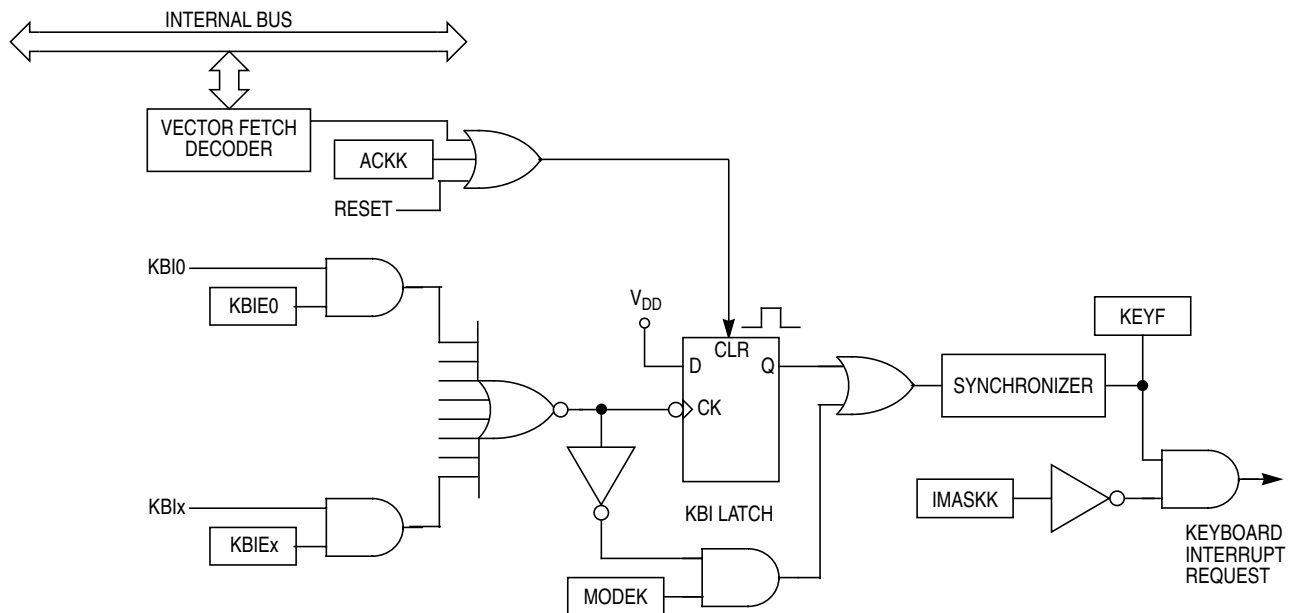 INTERNAL BUS
VECTOR FETCH
DECODER
ACKK
RESET
KBI0
KBIE0
VDD
CLR
D
Q
CK
KBI LATCH
KEYF
SYNCHRONIZER
KBIx
KBIEx
MODEK
IMASKK
KEYBOARD
INTERRUPT
REQUEST